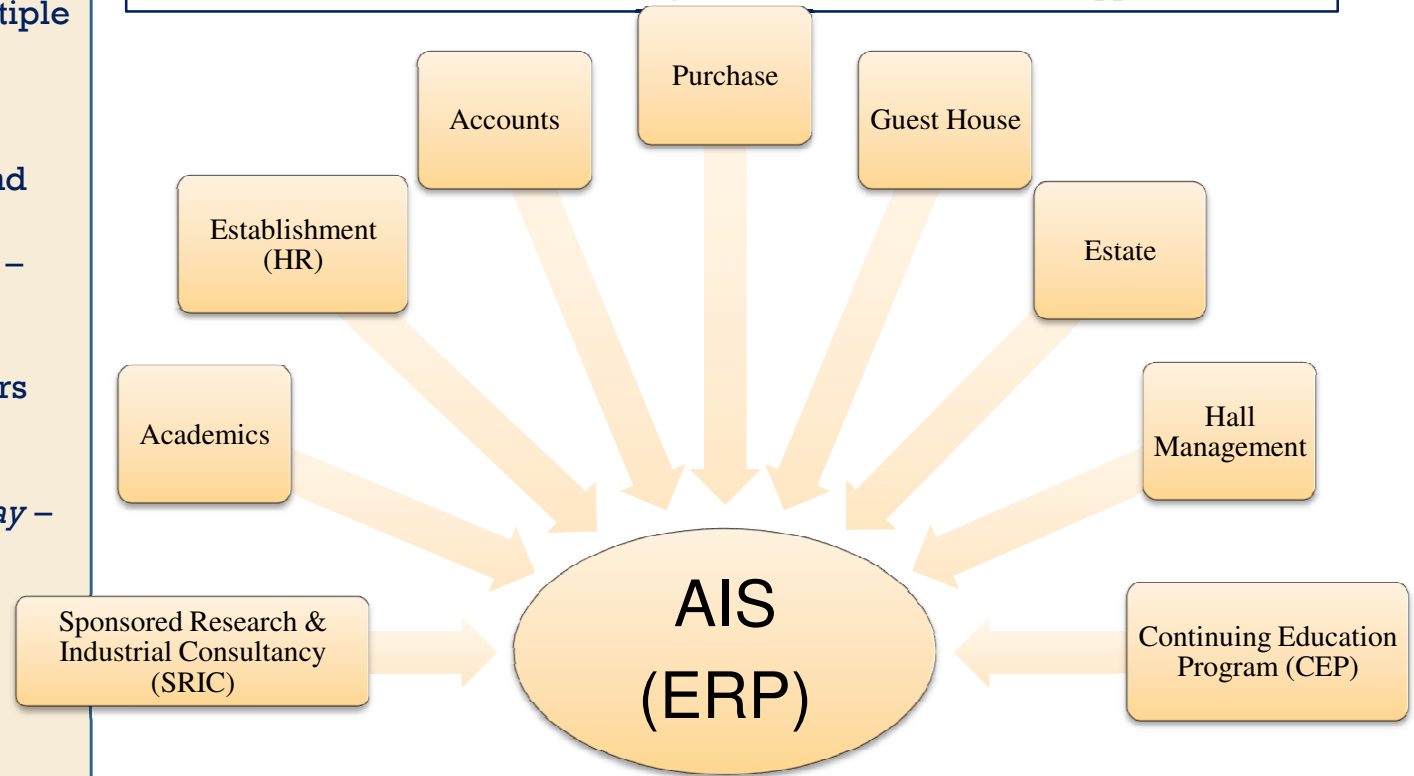 Purchase
Accounts
Guest House
Establishment
(HR)
Estate
Academics
Hall
Management
Sponsored Research &
Industrial Consultancy
(SRIC)
AIS
(ERP)
Continuing Education
Program (CEP)
–
–